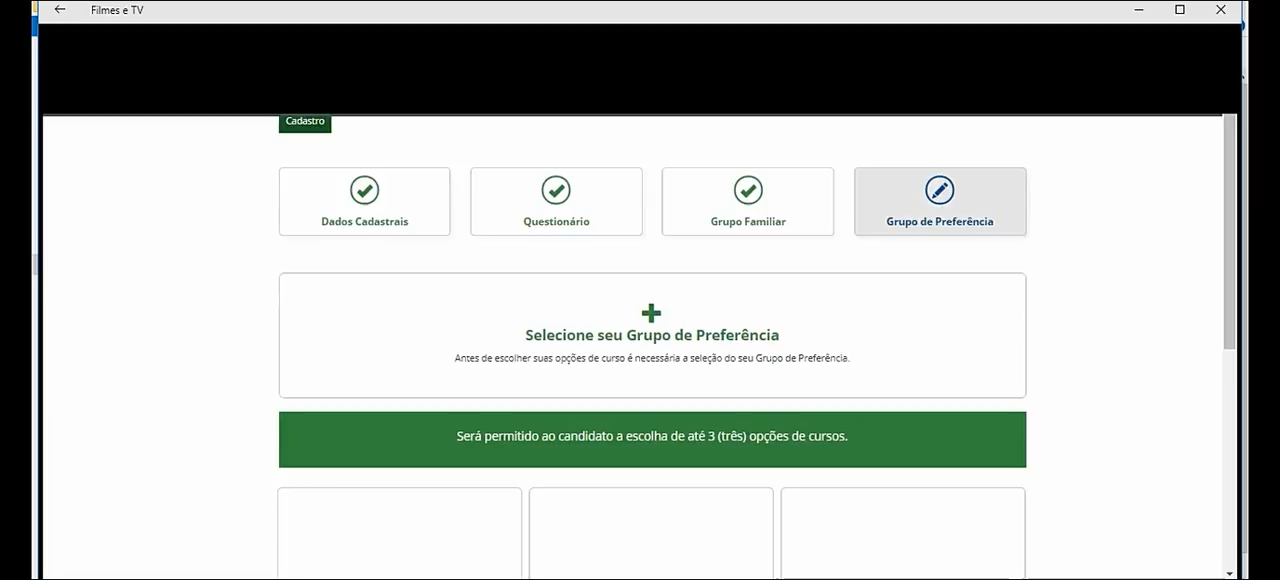 Filmes e TV
Cadastro
Dados Cadastrais
Questionário
Grupo Familiar
Grupo de Preferência
Selecione seu Grupo de Preferência
Antes de escolher suas opções de curso é necessária a seleção do seu Grupo de Preferência.
Será permitido ao candidato a escolha de até 3 (três) opções de cursos.